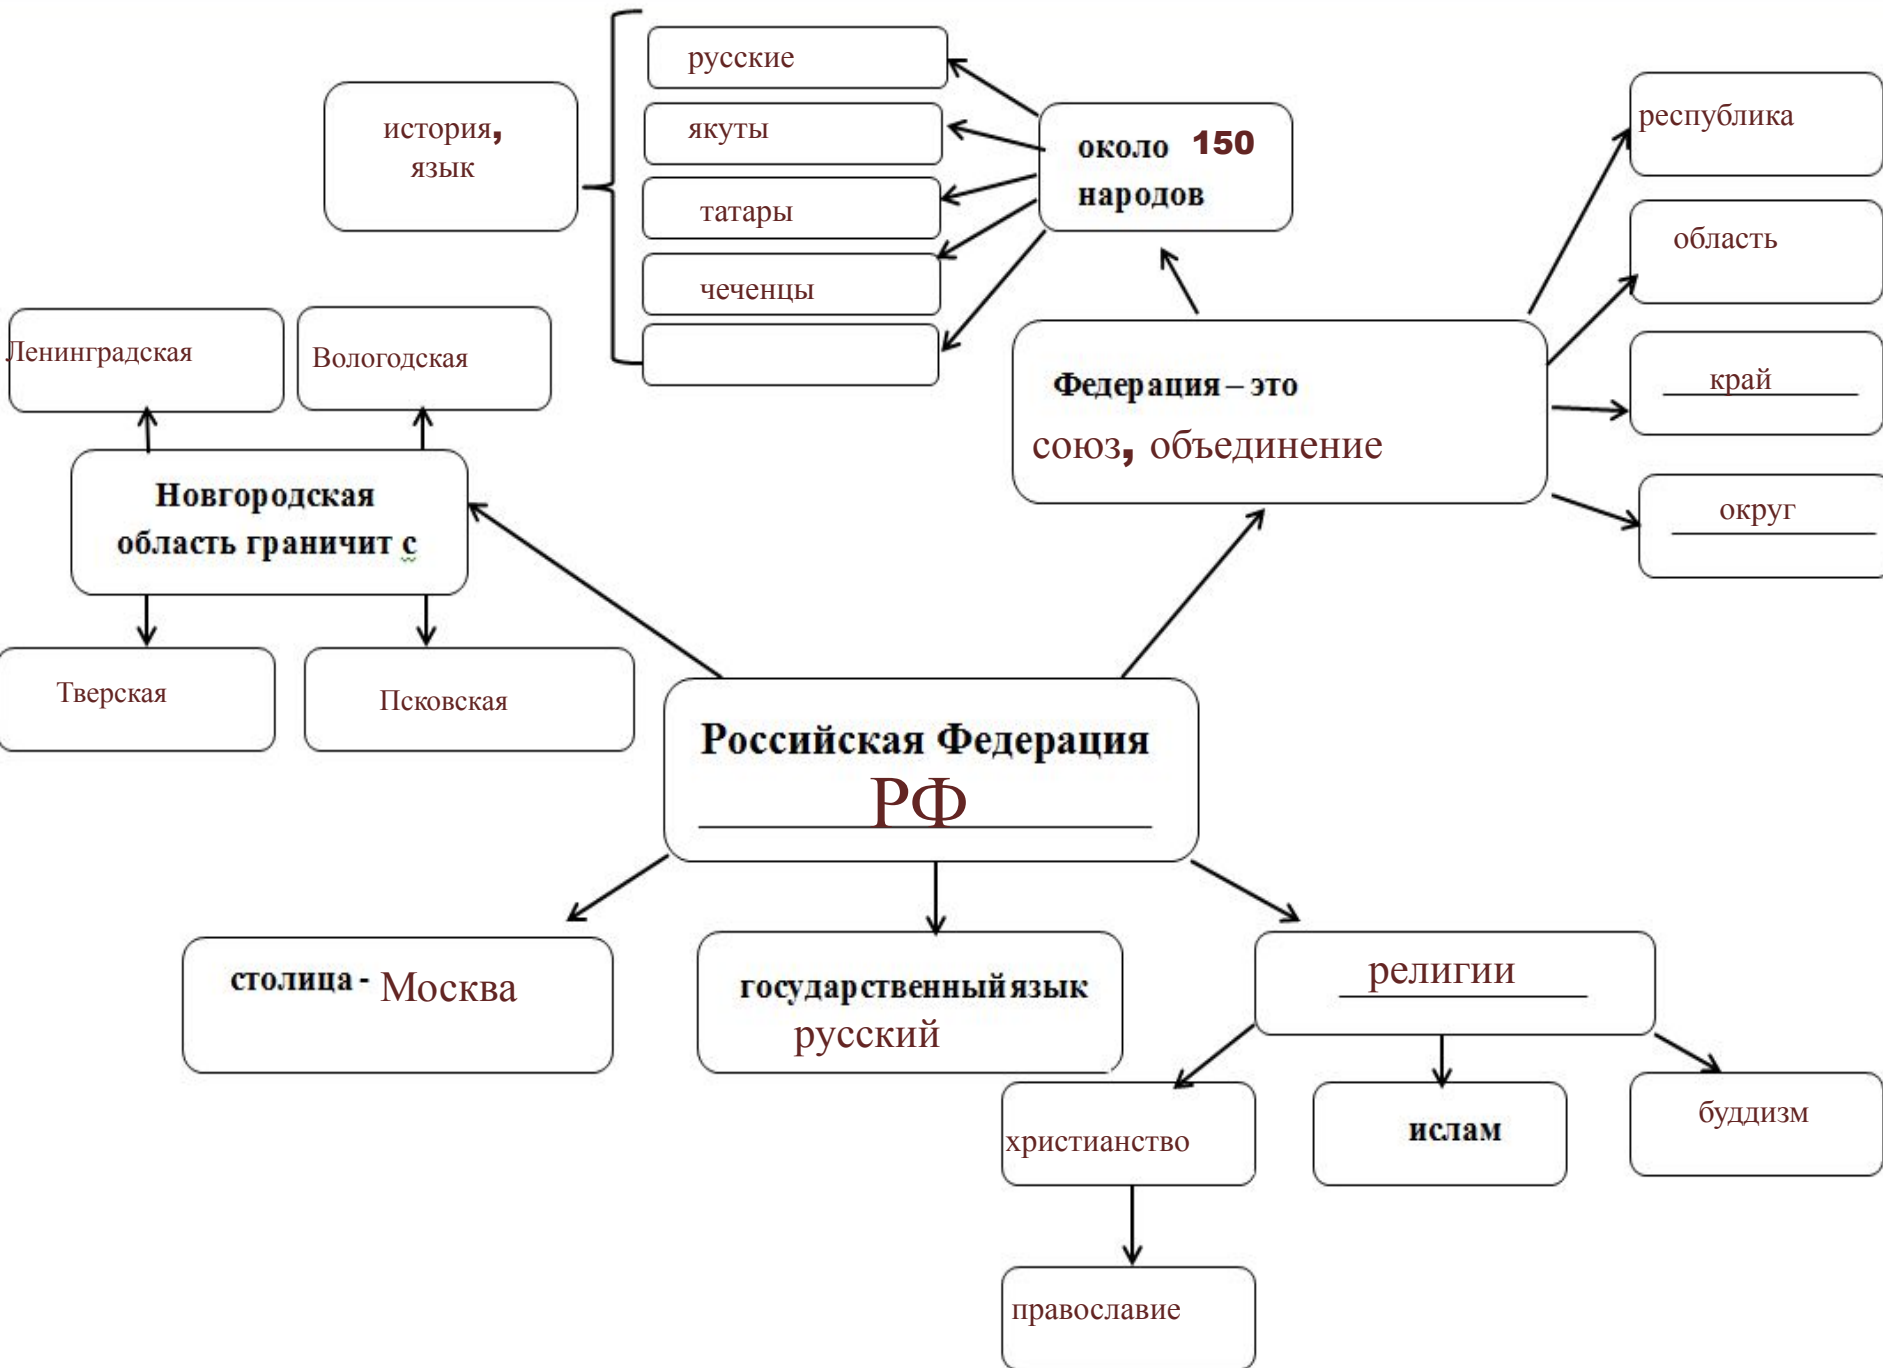 русские
история,
язык
якуты
татары
чеченцы
около 150
народов
республика
область
край
округ
Федерация – это
союз, объединение
Ленинградская
Вологодская
Новгородская
область граничит с
Тверская
Псковская
Российская Федерация
РФ
столица - Москва
государственный язык
русский
религии
христианство
ислам
буддизм
православие